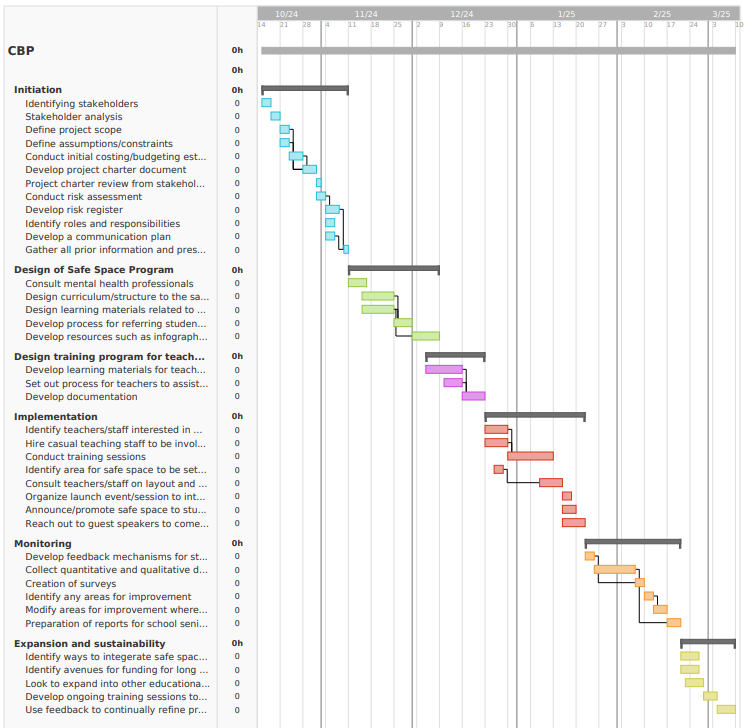 10/24 11/24 12/24 1/25 2/25 3/25
14 21 28 4 11 18 25 2 9 16 23 30 6 13 20 27 3 10 17 24 3 10
CBP 0h
0h
Initiation 0h
Identifying stakeholders 0
Stakeholder analysis 0
Define project scope 0
Define assumptions/constraints 0
Conduct initial costing/budgeting est... 0
Develop project charter document 0
Project charter review from stakehol... 0
Conduct risk assessment 0
Develop risk register 0
Identify roles and responsibilities 0
Develop a communication plan 0
Gather all prior information and pres... 0
Design of Safe Space Program 0h
Consult mental health professionals 0
Design curriculum/structure to the sa... 0
Design learning materials related to ... 0
Develop process for referring studen... 0
Develop resources such as infograph... 0
Design training program for teach... 0h
Develop learning materials for teach... 0
Set out process for teachers to assist... 0
Develop documentation 0
Implementation 0h
Identify teachers/staff interested in ... 0
Hire casual teaching staff to be invol... 0
Conduct training sessions 0
Identify area for safe space to be set... 0
Consult teachers/staff on layout and ... 0
Organize launch event/session to int... 0
Announce/promote safe space to stu... 0
Reach out to guest speakers to come... 0
Monitoring 0h
Develop feedback mechanisms for st... 0
Collect quantitative and qualitative d... 0
Creation of surveys 0
Identify any areas for improvement 0
Modify areas for improvement where... 0
Preparation of reports for school seni... 0
Expansion and sustainability 0h
Identify ways to integerate safe spac... 0
Identify avenues for funding for long ... 0
Look to expand into other educationa... 0
Develop ongoing training sessions to... 0
Use feedback to continually refine pr... 0